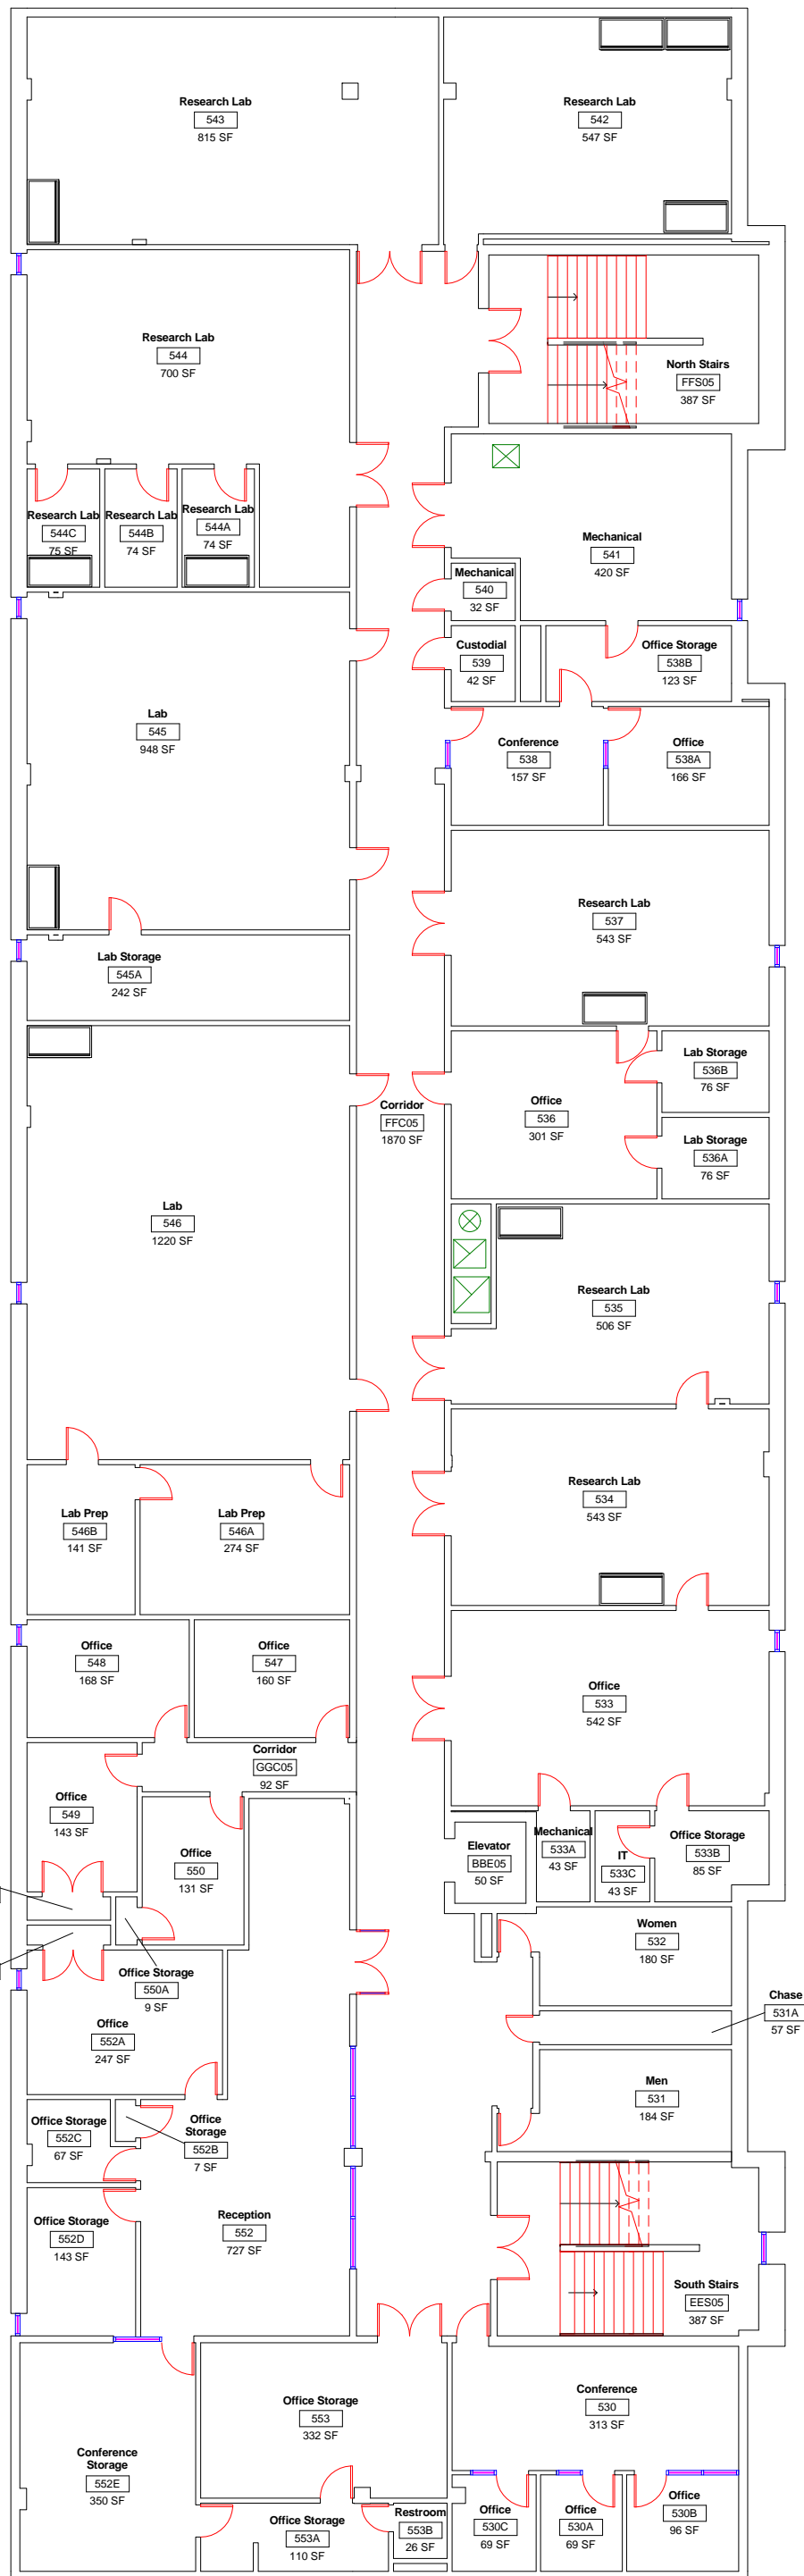 Research Lab
543
815 SF
Research Lab
542
547 SF
Research Lab
544
700 SF
North Stairs
FFS05
387 SF
Research Lab
544C
75 SF
Research Lab
544B
74 SF
Research Lab
544A
74 SF
Mechanical
541
420 SF
Mechanical
540
32 SF
Custodial
539
42 SF
Office Storage
538B
123 SF
Lab
545
948 SF
Conference
538
157 SF
Office
538A
166 SF
Research Lab
537
543 SF
Lab Storage
545A
242 SF
Lab Storage
536B
76 SF
Corridor
FFC05
1870 SF
Office
536
301 SF
Lab Storage
536A
76 SF
Lab
546
1220 SF
Research Lab
535
506 SF
Research Lab
534
543 SF
Lab Prep
546B
141 SF
Lab Prep
546A
274 SF
Office
548
168 SF
Office
547
160 SF
Office
533
542 SF
Corridor
GGC05
92 SF
Office
549
143 SF
Office
550
131 SF
Elevator
BBE05
50 SF
Mechanical
533A
43 SF
IT
533C
43 SF
Office Storage
533B
85 SF
Women
532
180 SF
Office Storage
550A
9 SF
Chase
531A
57 SF
Office
552A
247 SF
Men
531
184 SF
Office Storage
552C
67 SF
Office
Storage
552B
7 SF
Office Storage
552D
143 SF
Reception
552
727 SF
South Stairs
EES05
387 SF
Office Storage
553
332 SF
Conference
530
313 SF
Conference
Storage
552E
350 SF
Office Storage
553A
110 SF
Restroom
553B
26 SF
Office
530C
69 SF
Office
530A
69 SF
Office
530B
96 SF